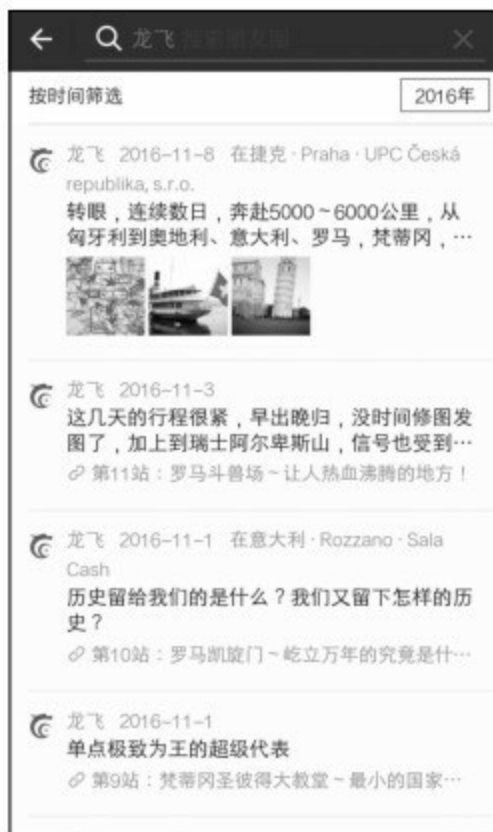 龙飞
按时间筛选
2016年
龙飞 2016-11-8 在捷克·Praha·UPC Česká
republika, s.r.o.
转眼，连续数日，奔赴5000～6000公里，从
匈牙利到奥地利、意大利、罗马，梵蒂冈，…
龙飞 2016-11-3
这几天的行程很紧，早出晚归，没时间修图发
图了，加上到瑞士阿尔卑斯山，信号也受到…
第11站：罗马斗兽场～让人热血沸腾的地方！
龙飞 2016-11-1 在意大利·Rozzano·Sala
Cash
历史留给我们的是什么？我们又留下怎样的历
史？
第10站：罗马凯旋门～屹立万年的究竟是什…
龙飞 2016-11-1
单点极致为王的超级代表
第9站：梵蒂冈圣彼得大教堂～最小的国家…